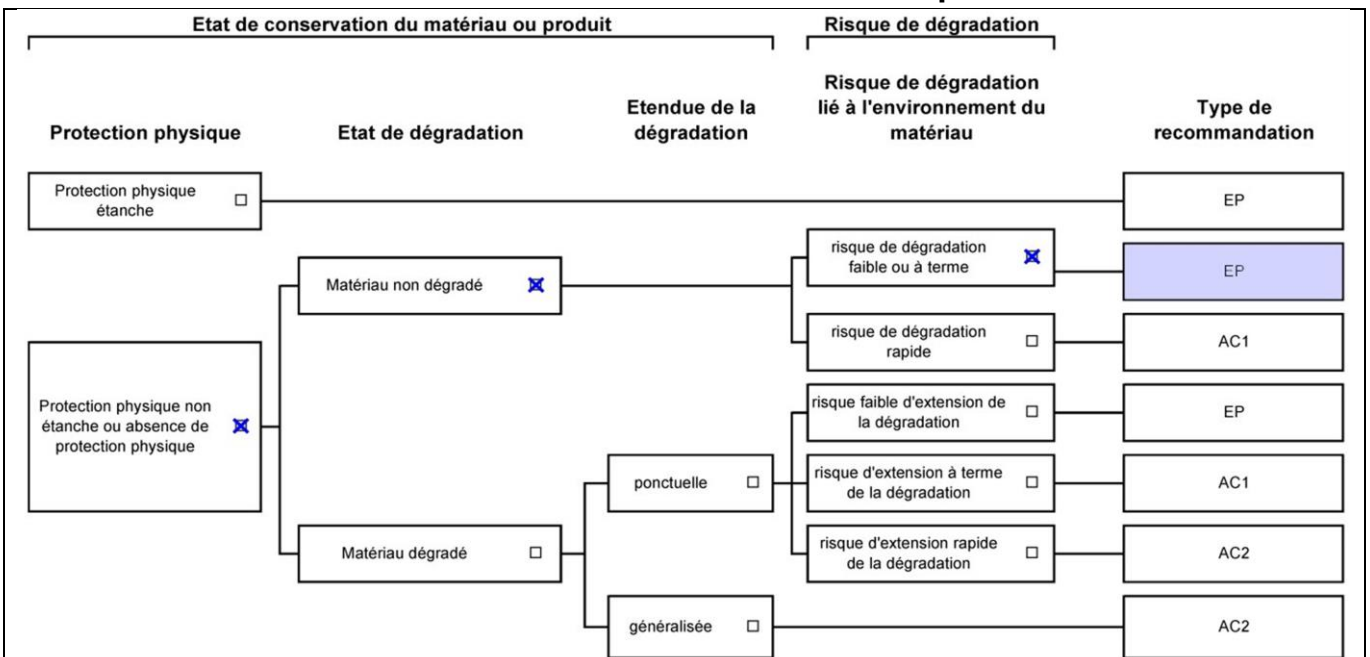 Etat de conservation du matériau ou produit
Risque de dégradation
Protection physique
Etat de dégradation
Etendue de la
dégradation
Risque de dégradation
lié à l'environnement du
matériau
Type de
recommandation
Protection physique
étanche
EP
risque de dégradation
faible ou à terme
EP
Matériau non dégradé
risque de dégradation
rapide
AC1
Protection physique non
étanche ou absence de
protection physique
risque faible d'extension de
la dégradation
EP
ponctuelle
risque d'extension à terme
de la dégradation
AC1
Matériau dégradé
risque d'extension rapide
de la dégradation
AC2
généralisée
AC2